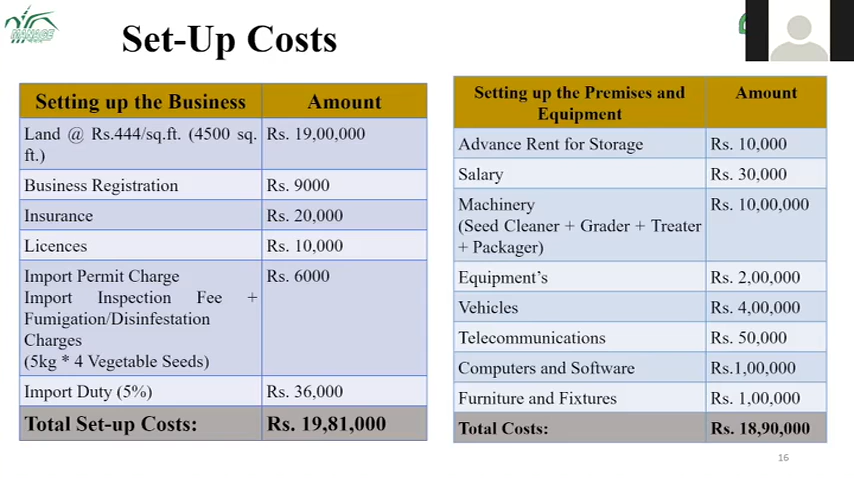 MANAGE
Set-Up Costs
Setting up the Business Amount
Land @ Rs.444/sq.ft. (4500 sq. Rs. 19,00,000
ft.)
Business Registration Rs. 9000
Insurance Rs. 20,000
Licences Rs. 10,000
Import Permit Charge Rs. 6000
Import Inspection Fee +
Fumigation/Disinfestation
Charges
(5kg * 4 Vegetable Seeds)
Import Duty (5%) Rs. 36,000
Total Set-up Costs: Rs. 19,81,000
Setting up the Premises and Amount
Equipment
Advance Rent for Storage Rs. 10,000
Salary Rs. 30,000
Machinery Rs. 10,00,000
(Seed Cleaner + Grader + Treater
+ Packager)
Equipment's Rs. 2,00,000
Vehicles Rs. 4,00,000
Telecommunications Rs. 50,000
Computers and Software Rs.1,00,000
Furniture and Fixtures Rs. 1,00,000
Total Costs: Rs. 18,90,000
16